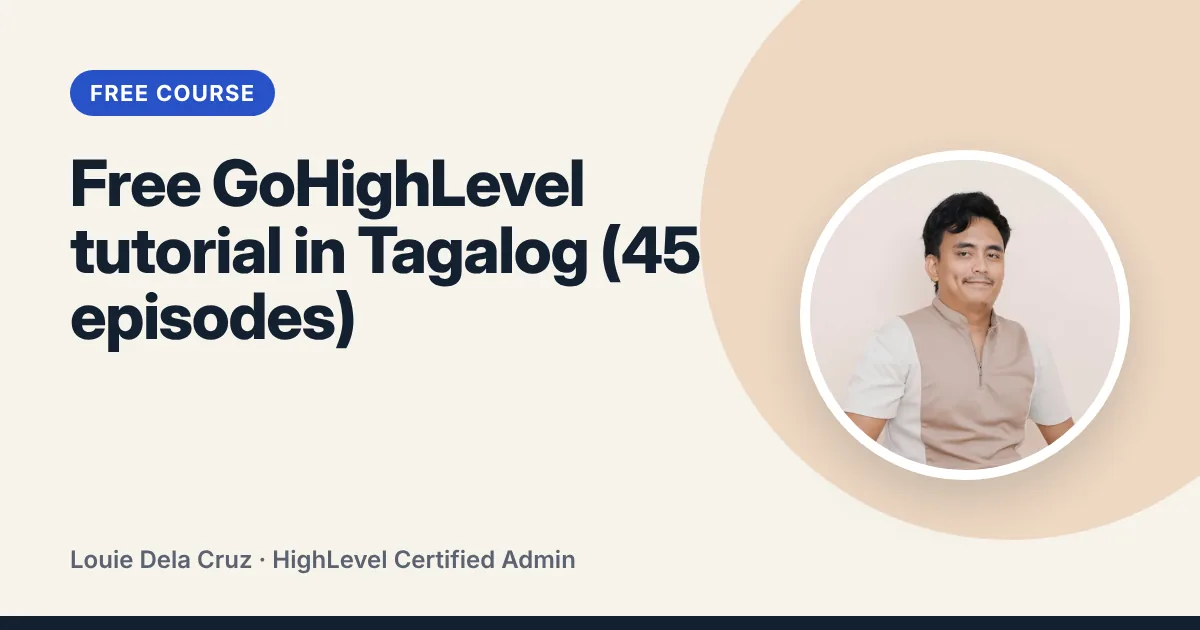 FREE COURSE
Free GoHighLevel
tutorial in Tagalog (45
episodes)
Louie Dela Cruz · HighLevel Certified Admin